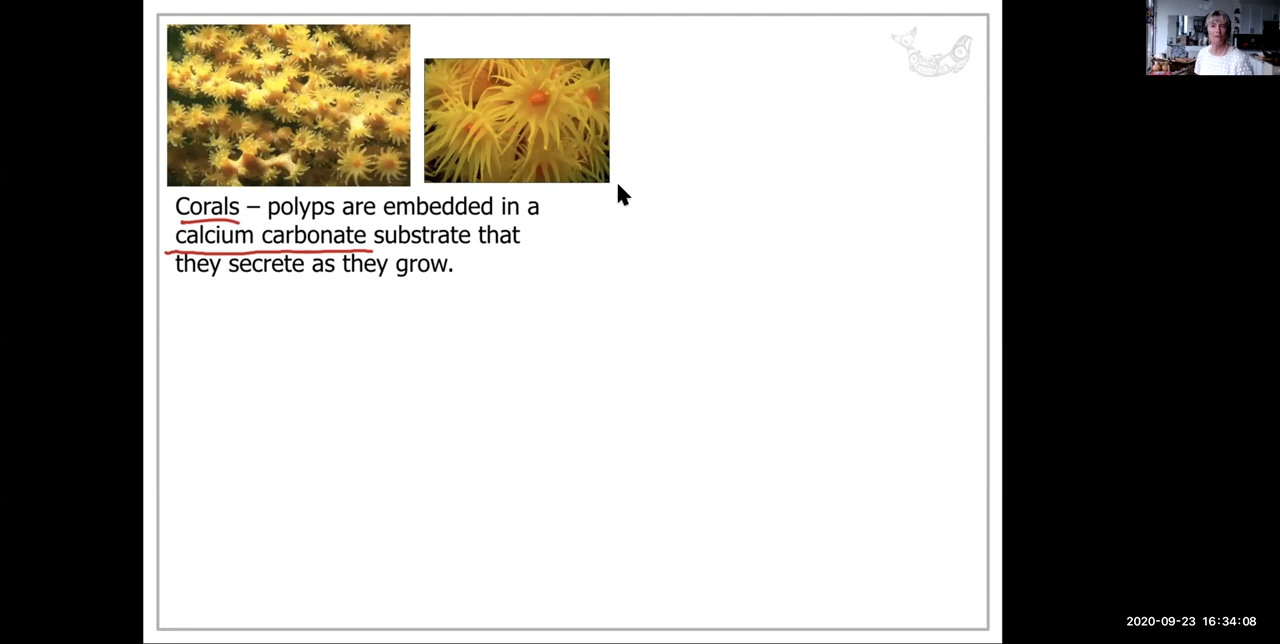 Corals – polyps are embedded in a
calcium carbonate substrate that
they secrete as they grow.
2020-09-23 16:34:08